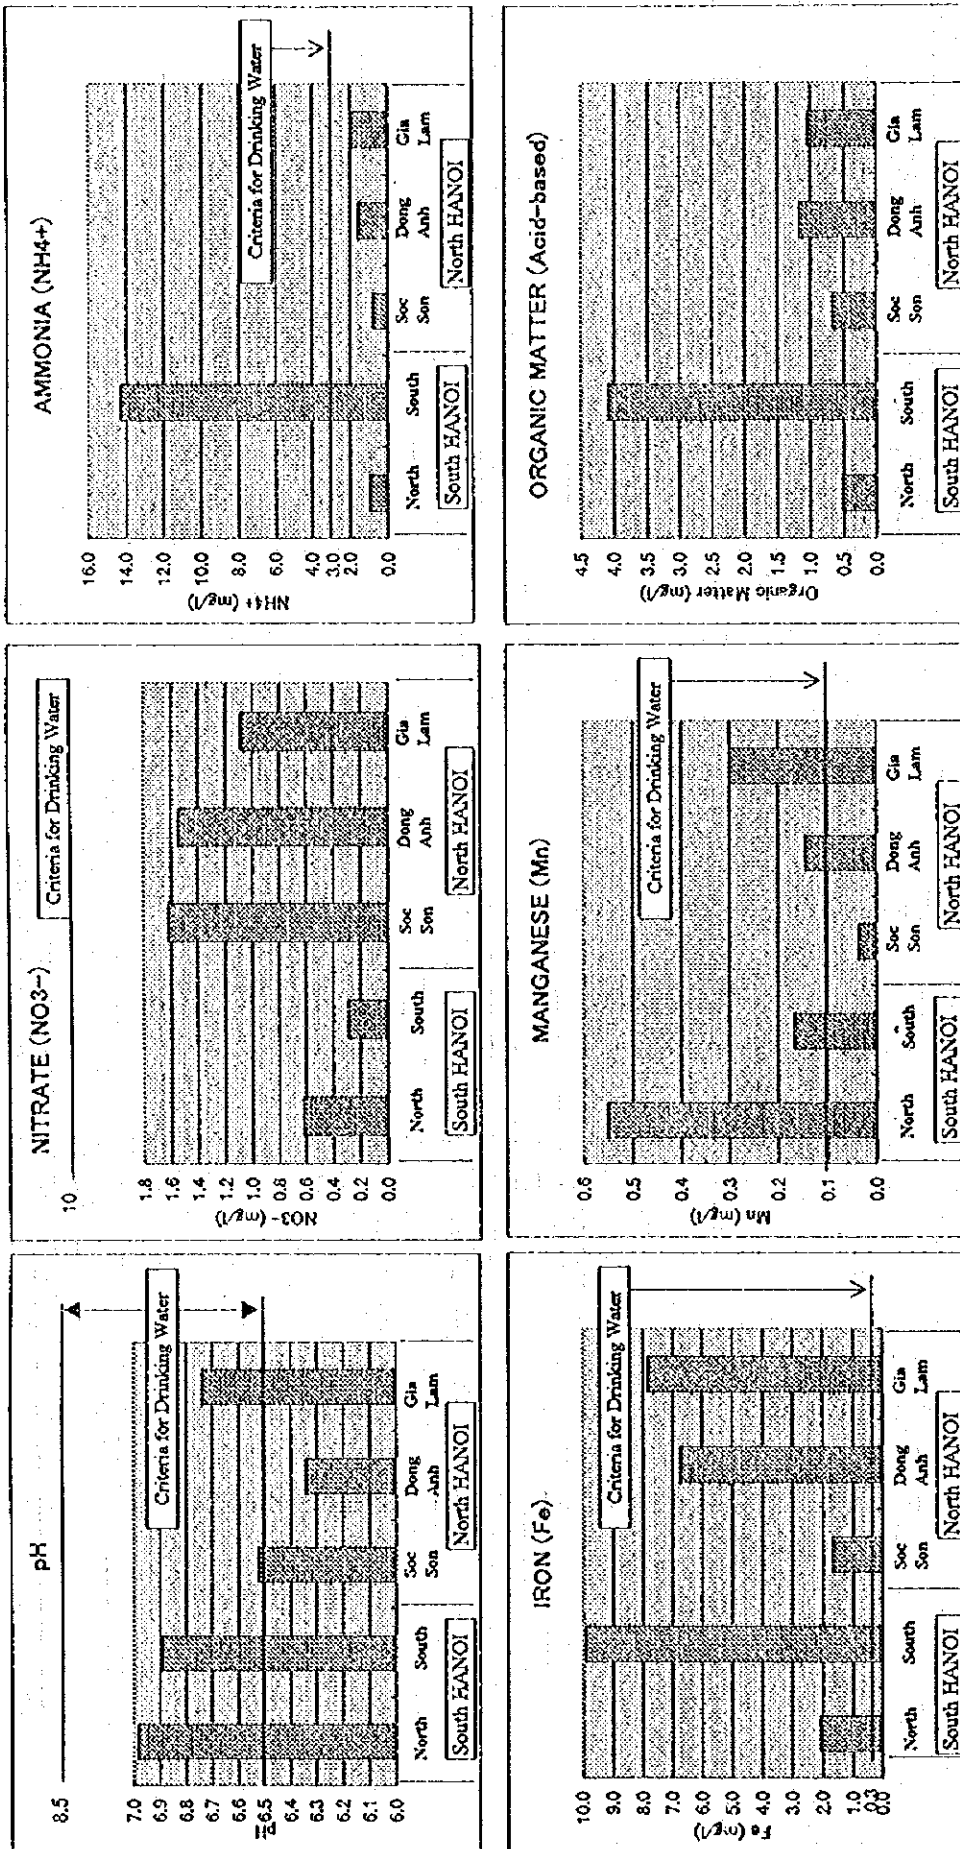 pH
8.5
7.0
6.9
6.8
6.7
6.6
6.5
6.4
6.3
6.2
6.1
6.0
pH
Criteria for Drinking Water
North South Soc Dong Gia
Son Anh Lam
South HANOI North HANOI
NITRATE (NO3-)
10
Criteria for Drinking Water
1.8
1.6
1.4
1.2
1.0
0.8
0.6
0.4
0.2
0.0
NO3- (mg/l)
North South Soc Dong Gia
Son Anh Lam
South HANOI North HANOI
AMMONIA (NH4+)
Criteria for Drinking Water
16.0
14.0
12.0
10.0
8.0
6.0
4.0
3.0
2.0
0.0
NH4+ (mg/l)
North South Soc Dong Gia
Son Anh Lam
South HANOI North HANOI
IRON (Fe)
Criteria for Drinking Water
10.0
9.0
8.0
7.0
6.0
5.0
4.0
3.0
2.0
1.0
0.3
0.0
Fe (mg/l)
North South Soc Dong Gia
Son Anh Lam
South HANOI North HANOI
MANGANESE (Mn)
Criteria for Drinking Water
0.6
0.5
0.4
0.3
0.2
0.1
0.0
Mn (mg/l)
North South Soc Dong Gia
Son Anh Lam
South HANOI North HANOI
ORGANIC MATTER (Acid-based)
4.5
4.0
3.5
3.0
2.5
2.0
1.5
1.0
0.5
0.0
Organic Matter (mg/l)
North South Soc Dong Gia
Son Anh Lam
South HANOI North HANOI